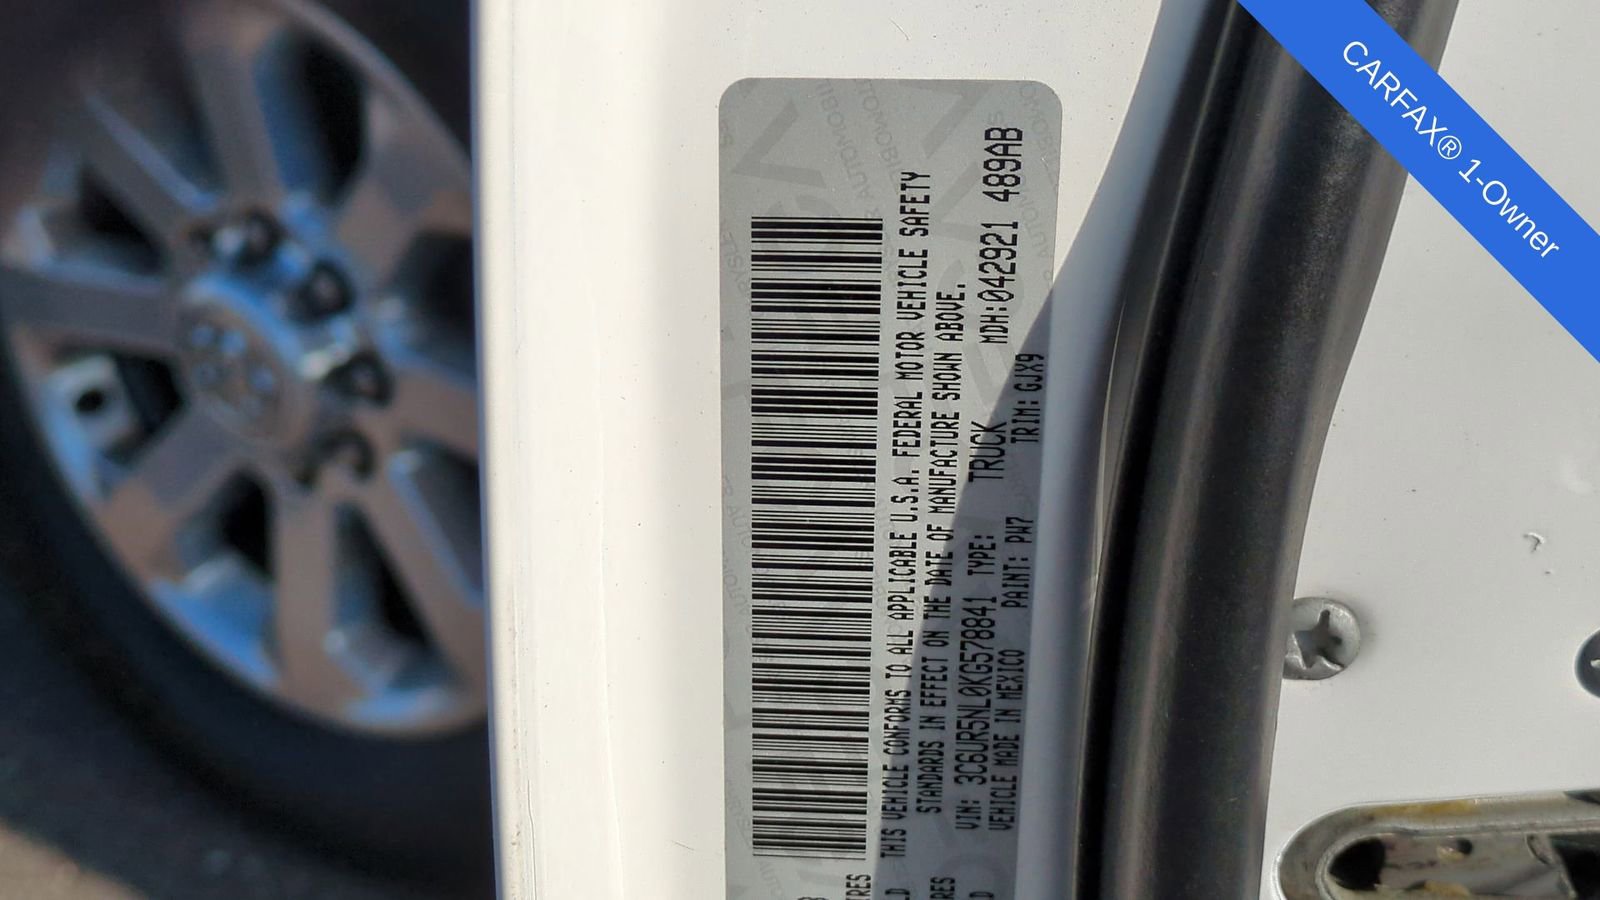 CARFAX® 1-Owner
THIS VEHICLE CONFORMS TO ALL APPLICABLE U.S.A. FEDERAL MOTOR VEHICLE SAFETY
STANDARDS IN EFFECT ON THE DATE OF MANUFACTURE SHOWN ABOVE.
VIN: 3C6UR5NL0KG578841 TYPE: TRUCK MDH:042921 489AB
VEHICLE MADE IN MEXICO PAINT: PW7 TRIM: GJX9